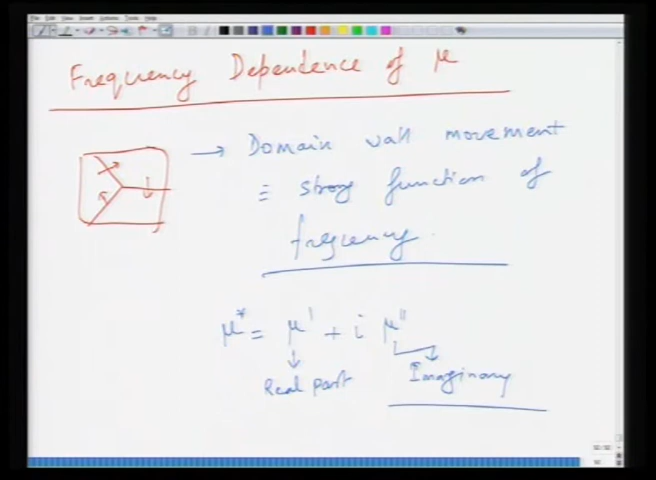 Frequency Dependence of μ
→ Domain wall movement
≡ strong function of
frequency.
μ* = μ' + i μ"
Real part
Imaginary